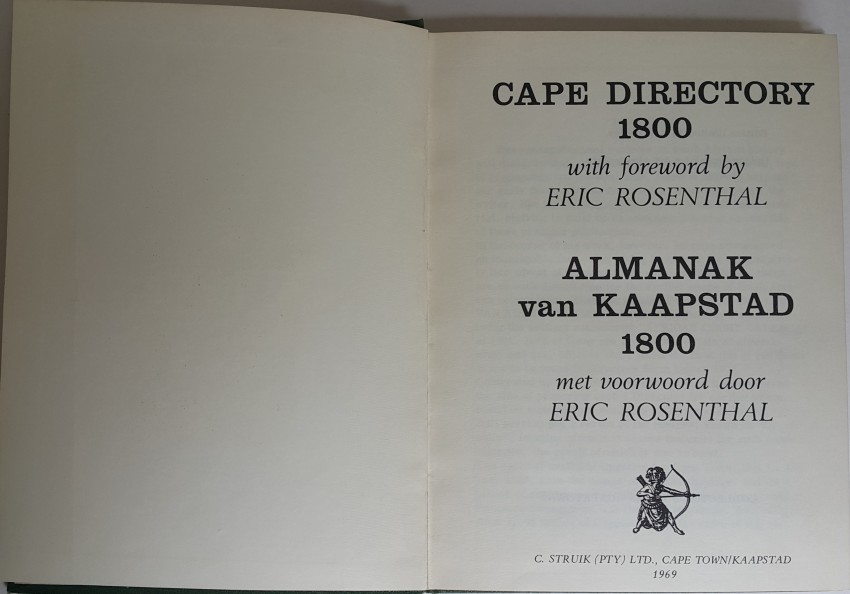 CAPE DIRECTORY
1800
with foreword by
ERIC ROSENTHAL
ALMANAK
van KAAPSTAD
1800
met voorwoord door
ERIC ROSENTHAL
C. STRUIK (PTY) LTD., CAPE TOWN/KAAPSTAD
1969